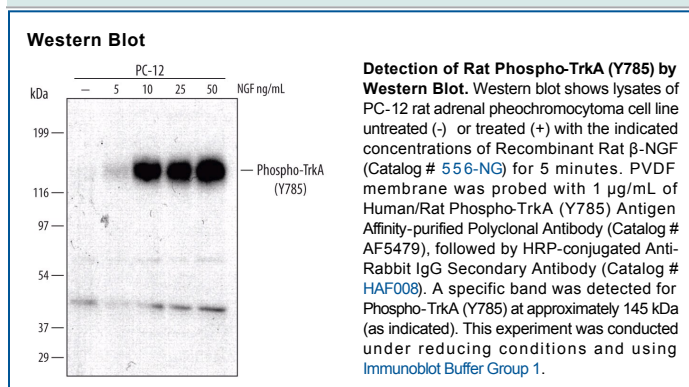 Western Blot
PC-12
kDa
— 5 10 25 50 NGF ng/mL
199
Phospho-TrkA
(Y785)
116
97
54
37
29
Detection of Rat Phospho-TrkA (Y785) by
Western Blot. Western blot shows lysates of
PC-12 rat adrenal pheochromocytoma cell line
untreated (-) or treated (+) with the indicated
concentrations of Recombinant Rat β-NGF
(Catalog # 556-NG) for 5 minutes. PVDF
membrane was probed with 1 µg/mL of
Human/Rat Phospho-TrkA (Y785) Antigen
Affinity-purified Polyclonal Antibody (Catalog #
AF5479), followed by HRP-conjugated Anti-
Rabbit IgG Secondary Antibody (Catalog #
HAF008). A specific band was detected for
Phospho-TrkA (Y785) at approximately 145 kDa
(as indicated). This experiment was conducted
under reducing conditions and using
Immunoblot Buffer Group 1.